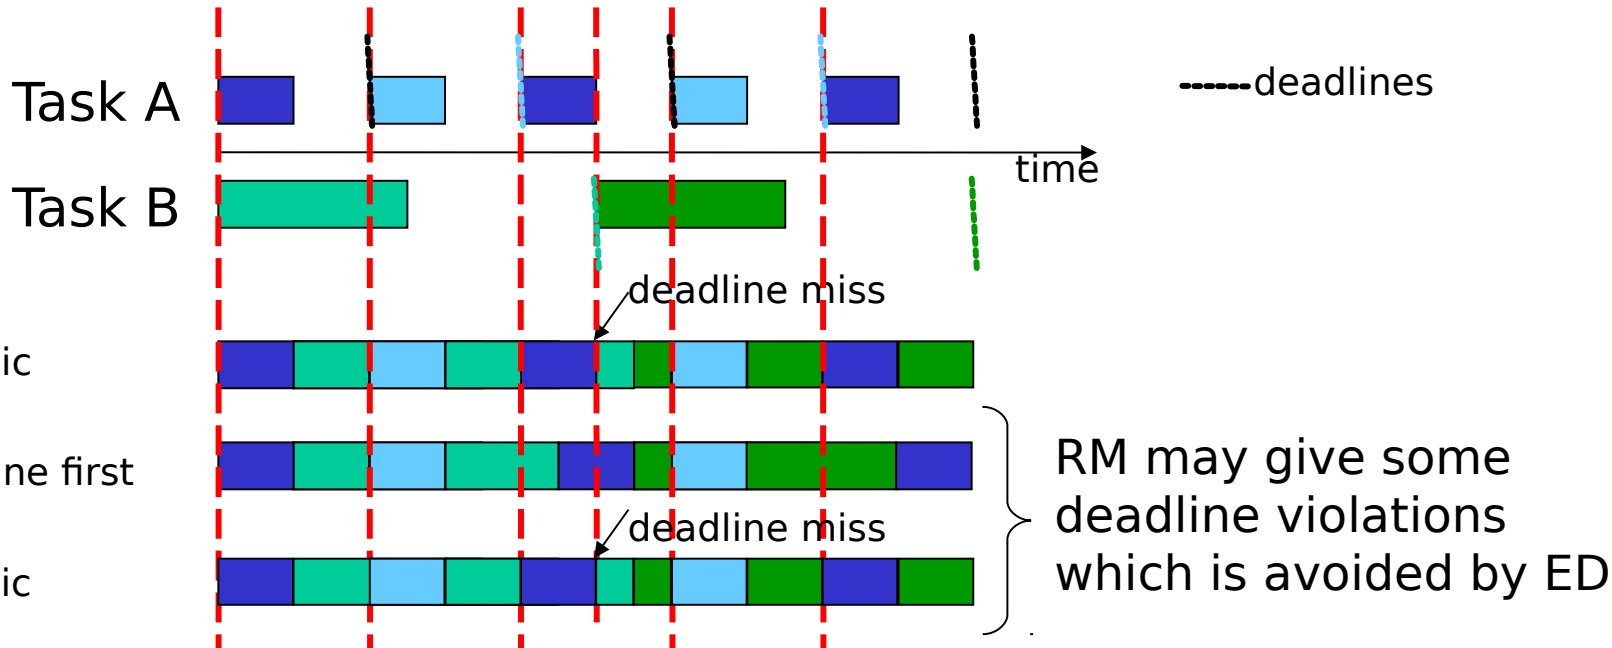 Task A
deadlines
time
Task B
deadline miss
ic
ne first
RM may give some
deadline violations
which is avoided by ED
deadline miss
ic